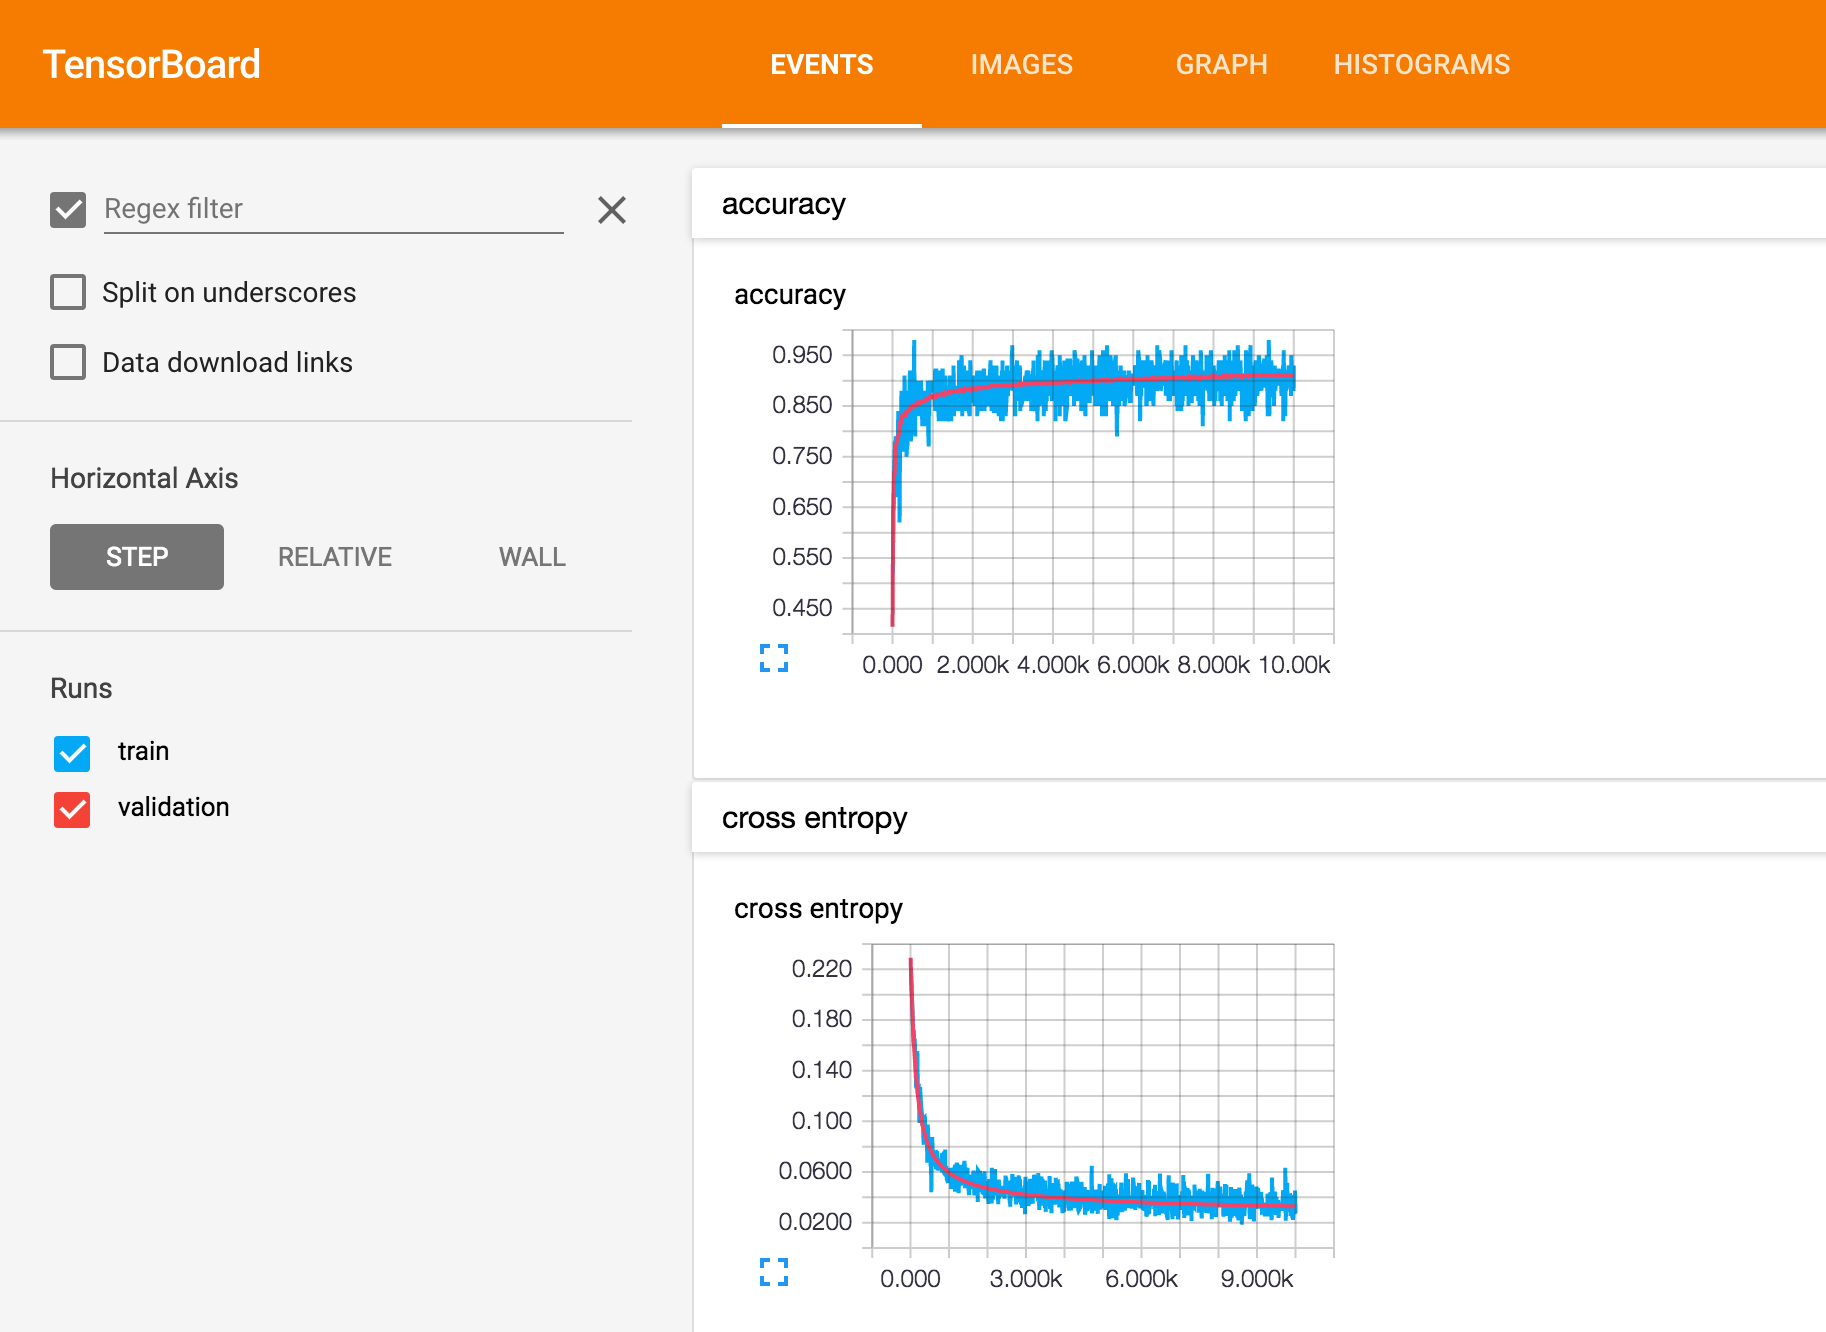 TensorBoard
EVENTS IMAGES GRAPH HISTOGRAMS
Regex filter
Split on underscores
Data download links
Horizontal Axis
STEP RELATIVE WALL
Runs
train
validation
accuracy
accuracy
0.950
0.850
0.750
0.650
0.550
0.450
0.000 2.000k 4.000k 6.000k 8.000k 10.00k
cross entropy
cross entropy
0.220
0.180
0.140
0.100
0.0600
0.0200
0.000 3.000k 6.000k 9.000k